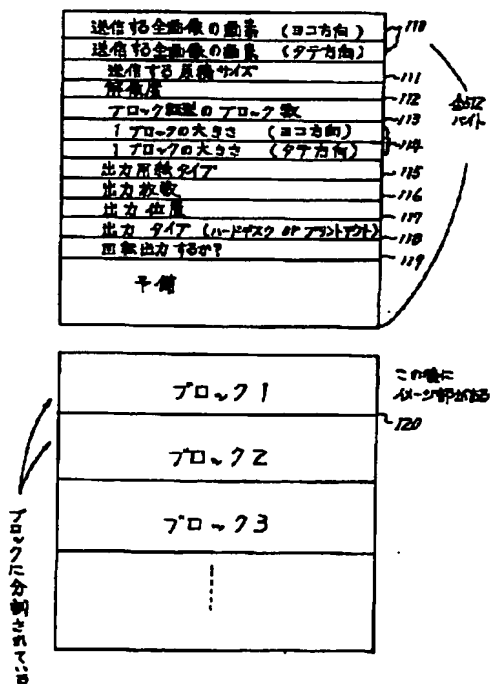 送信する全画像の画素 (ヨコ方向)
送信する全画像の画素 (タテ方向)
110
送信する原稿サイズ
111
解像度
112
ブロックの ブロック数
113
1ブロックの大きさ (ヨコ方向)
1ブロックの大きさ (タテ方向)
114
出力用紙タイプ
115
出力枚数
116
出力位置
117
出力タイプ (ハードデスク or プリントアウト)
118
回転出力するか?
119
予備
全512
バイト
ブロック1
この後に
イメージ部がある
120
ブロック2
ブロック3
ブロックに分割されている